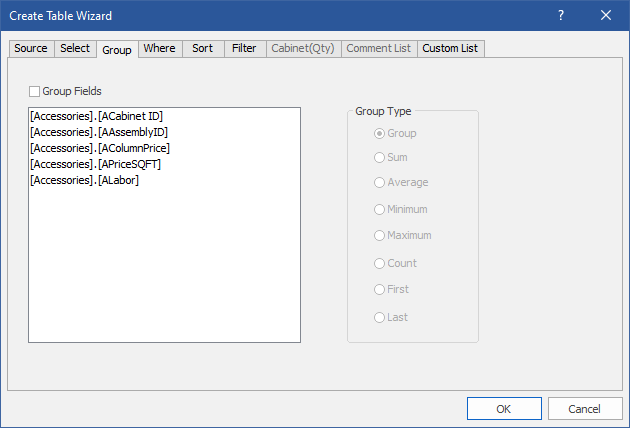 Create Table Wizard
?
Source Select Group Where Sort Filter Cabinet(Qty) Comment List Custom List
Group Fields
[Accessories].[ACabinet ID]
[Accessories].[AAssemblyID]
[Accessories].[AColumnPrice]
[Accessories].[APriceSQFT]
[Accessories].[ALabor]
Group Type
Group
Sum
Average
Minimum
Maximum
Count
First
Last
OK Cancel